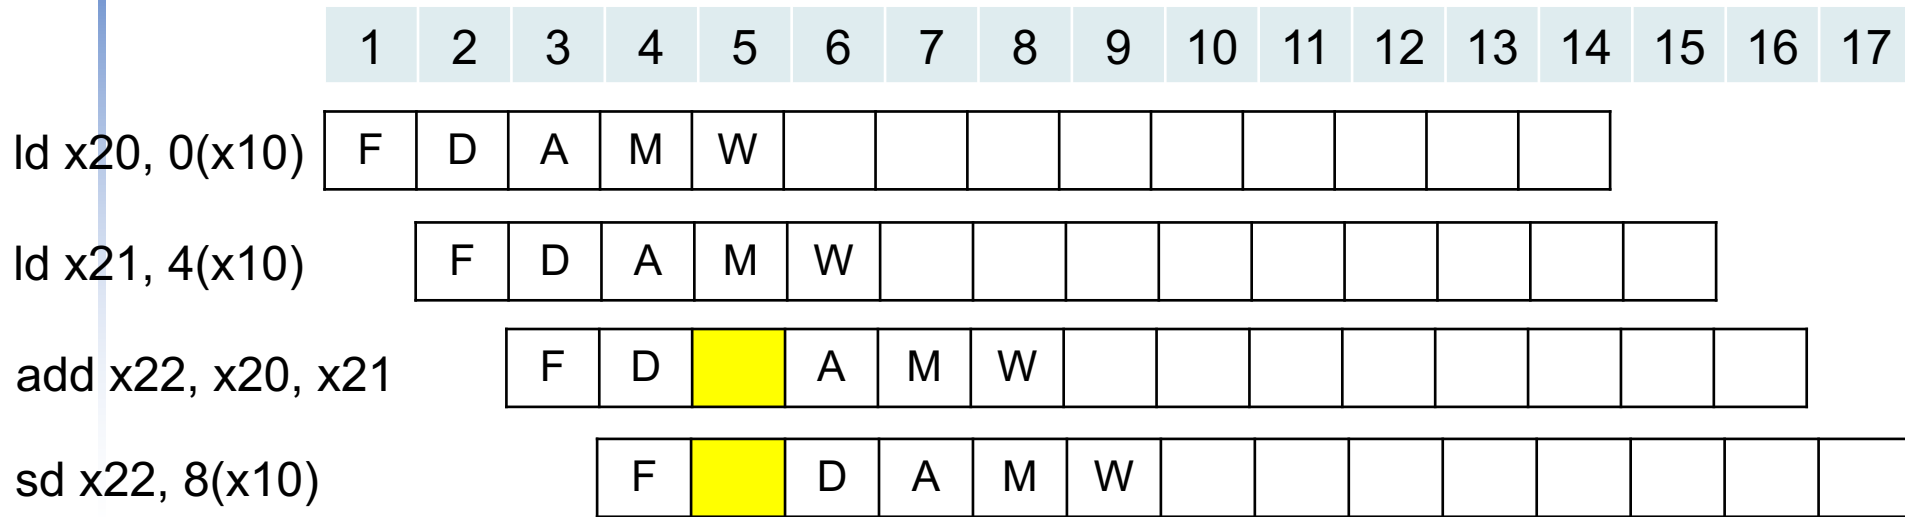 1 2 3 4 5 6 7 8 9 10 11 12 13 14 15 16 17
ld x20, 0(x10) F D A M W
ld x21, 4(x10) F D A M W
add x22, x20, x21 F D A M W
sd x22, 8(x10) F D A M W